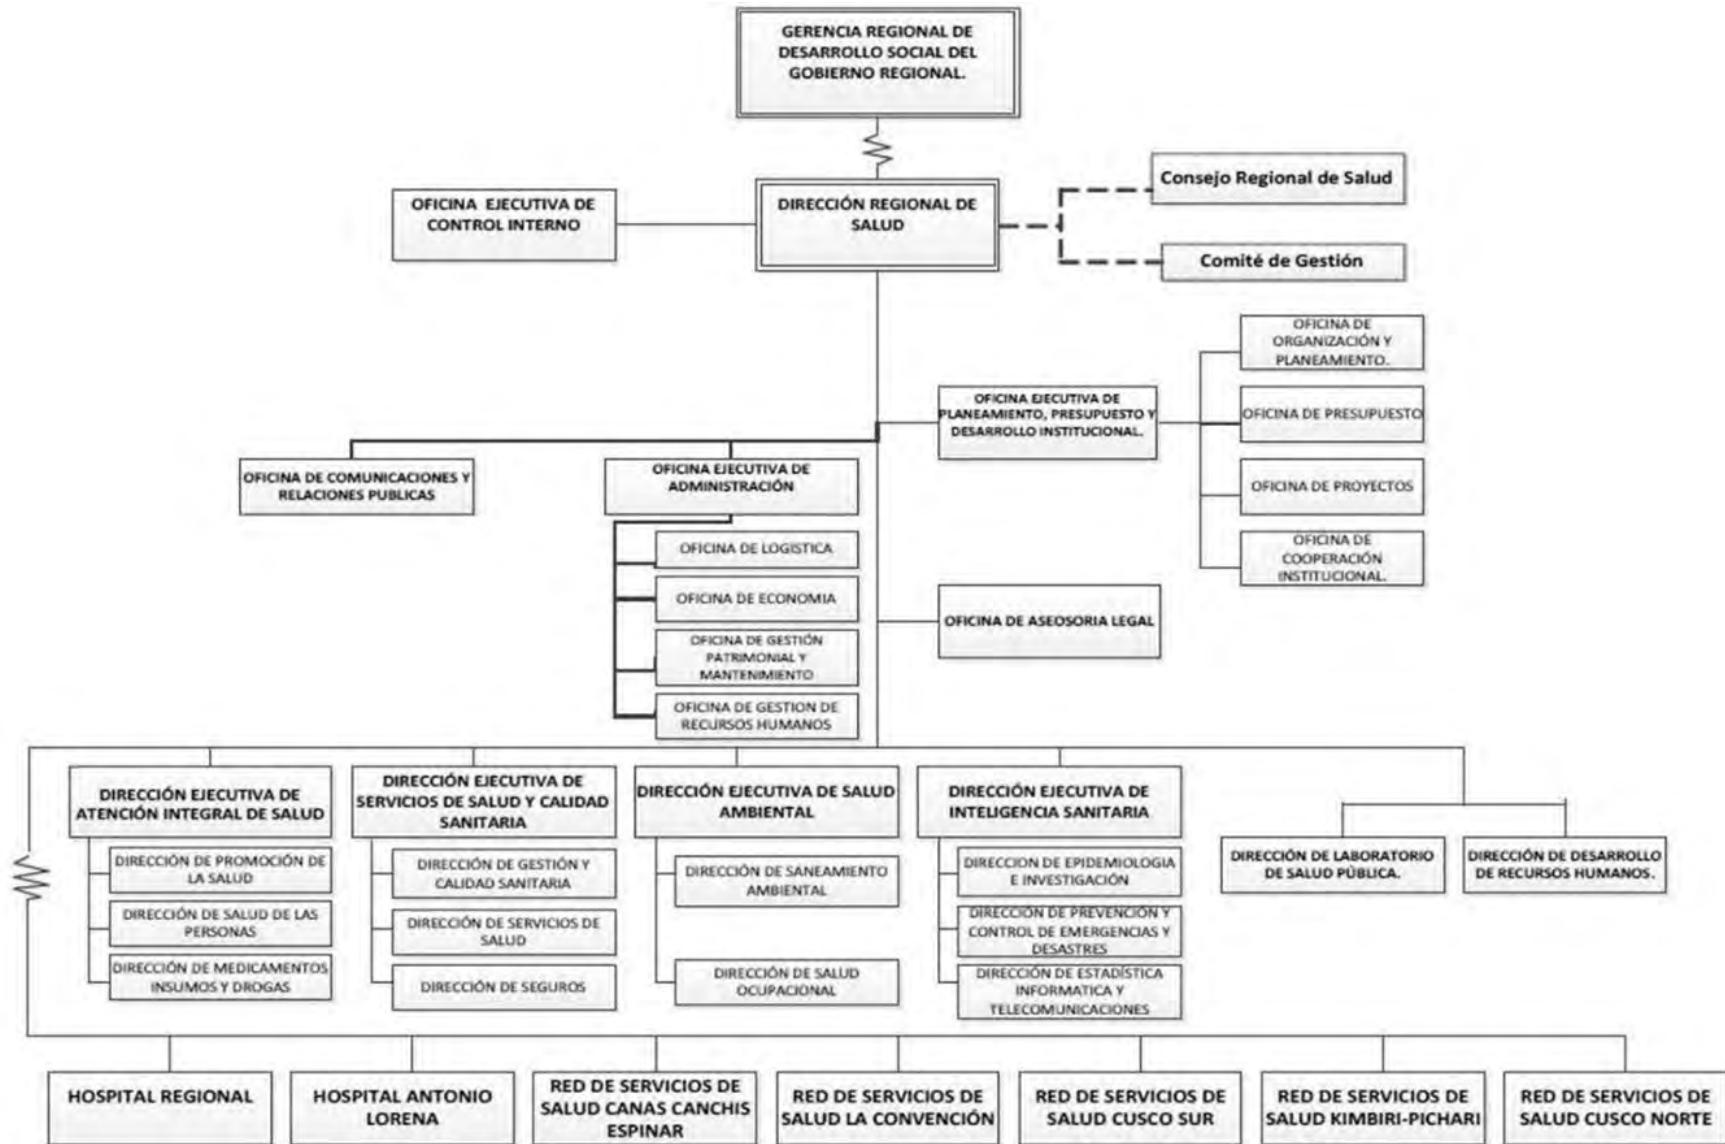 GERENCIA REGIONAL DE
DESARROLLO SOCIAL DEL
GOBIERNO REGIONAL.
OFICINA EJECUTIVA DE
CONTROL INTERNO
DIRECCIÓN REGIONAL DE
SALUD
Consejo Regional de Salud
Comité de Gestión
OFICINA DE
ORGANIZACIÓN Y
PLANEAMIENTO.
OFICINA EJECUTIVA DE
PLANEAMIENTO, PRESUPUESTO Y
DESARROLLO INSTITUCIONAL.
OFICINA DE PRESUPUESTO
OFICINA DE PROYECTOS
OFICINA DE
COOPERACIÓN
INSTITUCIONAL.
OFICINA DE COMUNICACIONES Y
RELACIONES PUBLICAS
OFICINA EJECUTIVA DE
ADMINISTRACIÓN
OFICINA DE LOGISTICA
OFICINA DE ECONOMIA
OFICINA DE GESTIÓN
PATRIMONIAL Y
MANTENIMIENTO
OFICINA DE GESTION DE
RECURSOS HUMANOS
OFICINA DE ASEOSORIA LEGAL
DIRECCIÓN EJECUTIVA DE
ATENCIÓN INTEGRAL DE SALUD
DIRECCIÓN DE PROMOCIÓN DE
LA SALUD
DIRECCIÓN DE SALUD DE LAS
PERSONAS
DIRECCIÓN DE MEDICAMENTOS
INSUMOS Y DROGAS
DIRECCIÓN EJECUTIVA DE
SERVICIOS DE SALUD Y CALIDAD
SANITARIA
DIRECCIÓN DE GESTIÓN Y
CALIDAD SANITARIA
DIRECCIÓN DE SERVICIOS DE
SALUD
DIRECCIÓN DE SEGUROS
DIRECCIÓN EJECUTIVA DE SALUD
AMBIENTAL
DIRECCIÓN DE SANEAMIENTO
AMBIENTAL
DIRECCIÓN DE SALUD
OCUPACIONAL
DIRECCIÓN EJECUTIVA DE
INTELIGENCIA SANITARIA
DIRECCION DE EPIDEMIOLOGIA
E INVESTIGACIÓN
DIRECCIÓN DE PREVENCIÓN Y
CONTROL DE EMERGENCIAS Y
DESASTRES
DIRECCIÓN DE ESTADÍSTICA
INFORMATICA Y
TELECOMUNICACIONES
DIRECCIÓN DE LABORATORIO
DE SALUD PÚBLICA.
DIRECCIÓN DE DESARROLLO
DE RECURSOS HUMANOS.
HOSPITAL REGIONAL
HOSPITAL ANTONIO
LORENA
RED DE SERVICIOS DE
SALUD CANAS CANCHIS
ESPINAR
RED DE SERVICIOS DE
SALUD LA CONVENCIÓN
RED DE SERVICIOS DE
SALUD CUSCO SUR
RED DE SERVICIOS DE
SALUD KIMBIRI-PICHARI
RED DE SERVICIOS DE
SALUD CUSCO NORTE